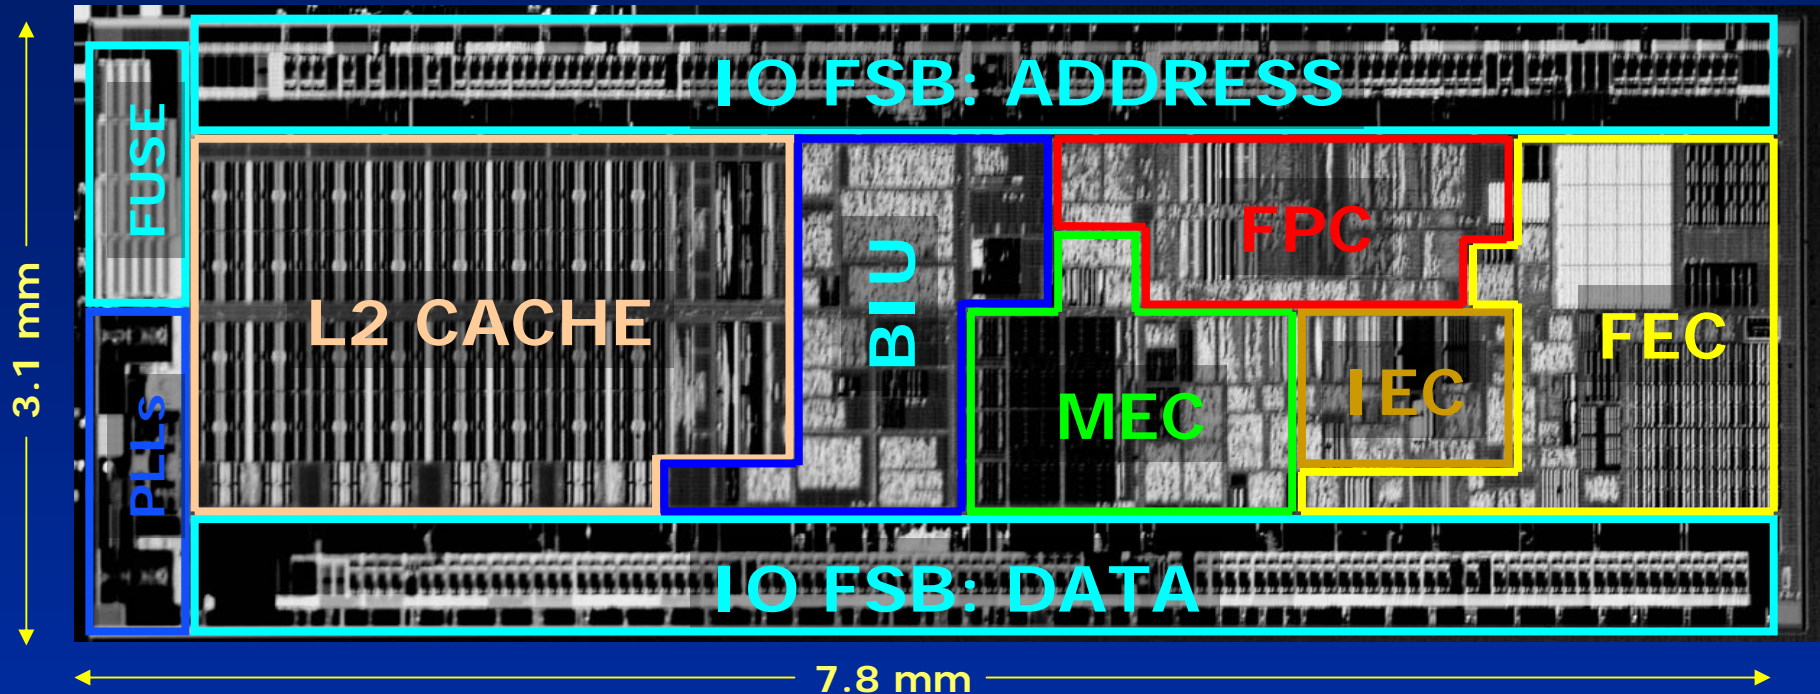 IO FSB: ADDRESS
FUSE
3.1 mm
L2 CACHE
BIU
FPC
FEC
MEC
IEC
PLLS
IO FSB: DATA
7.8 mm